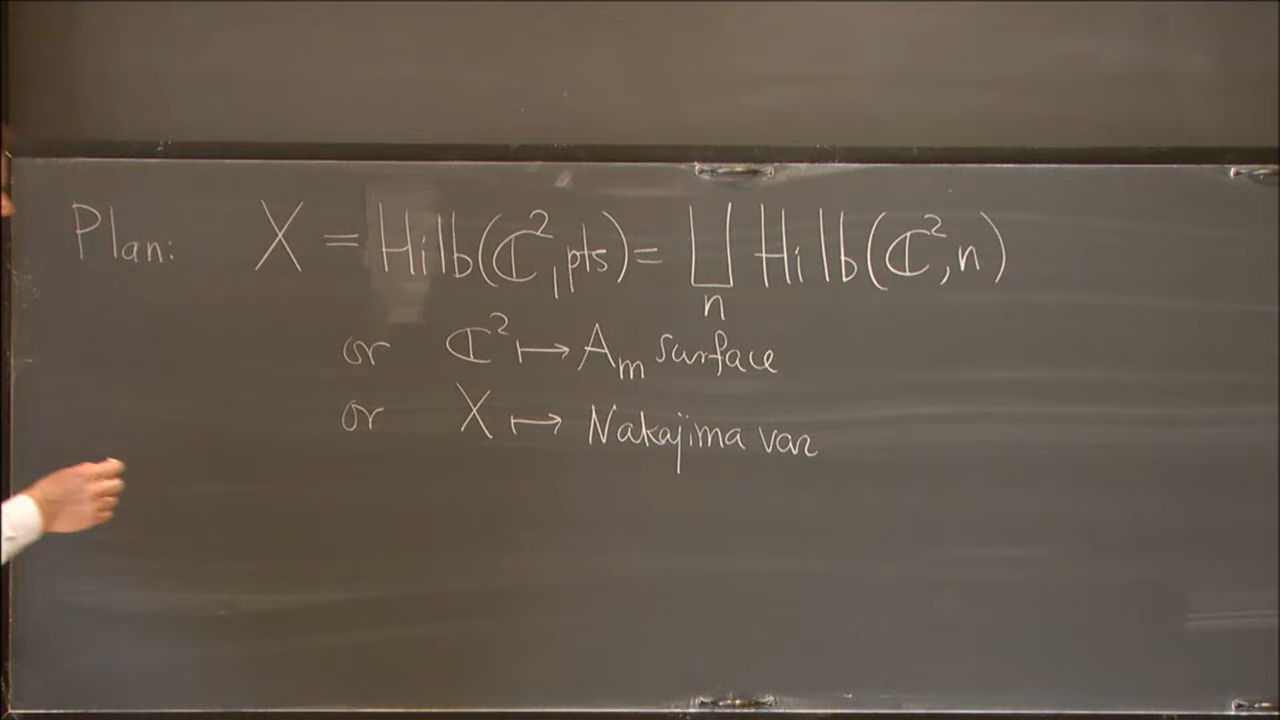 Plan: X = Hilb(ℂ², pts) = ⨆ₙ Hilb(ℂ², n)
or ℂ² ↦ Aₘ surface
or X ↦ Nakajima var